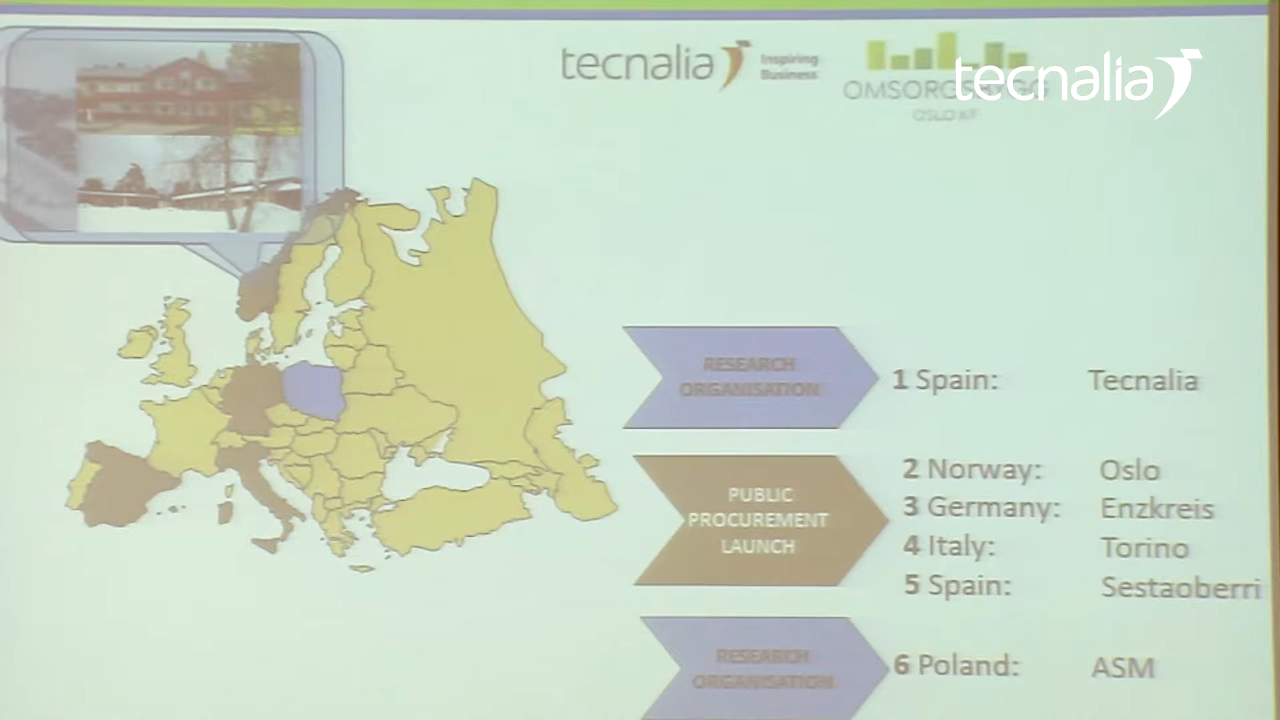 tecnalia Inspiring Business
OMSORGSBYGG
OSLO KF
tecnalia
RESEARCH
ORGANISATION
1 Spain: Tecnalia
PUBLIC
PROCUREMENT
LAUNCH
2 Norway: Oslo
3 Germany: Enzkreis
4 Italy: Torino
5 Spain: Sestaoberri
RESEARCH
ORGANISATION
6 Poland: ASM